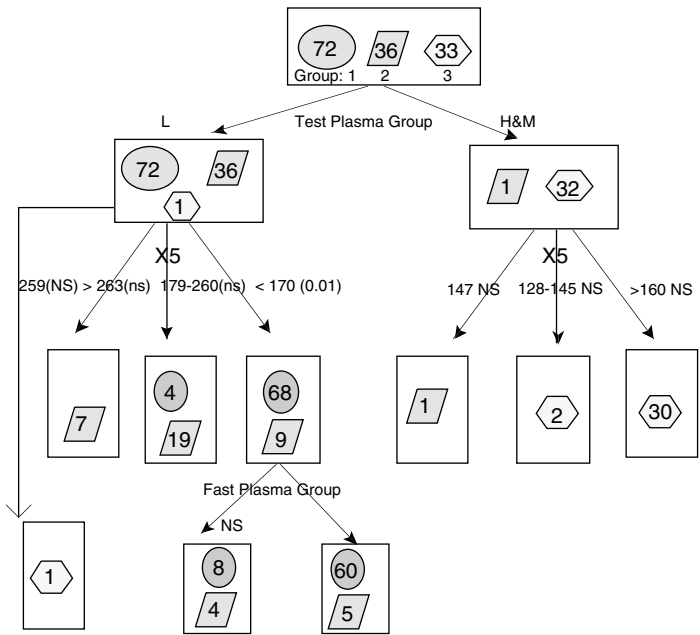 72 36 33
Group: 1 2 3
L Test Plasma Group H&M
72 36
1
1 32
X5 X5
259(NS) > 263(ns) 179-260(ns) < 170 (0.01)
147 NS 128-145 NS >160 NS
7
4
19
68
9
1
2
30
Fast Plasma Group
NS
1
8
4
60
5